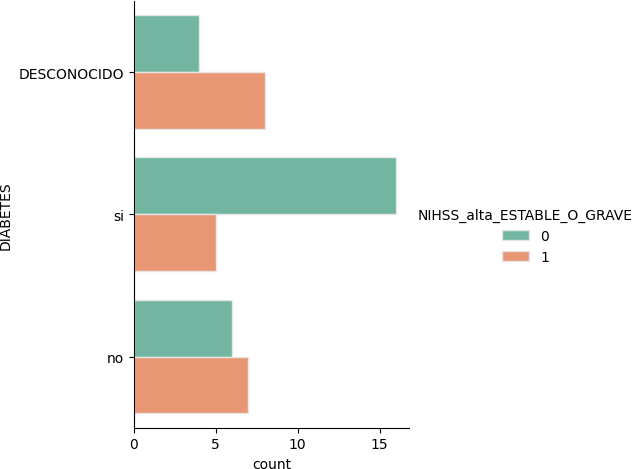 DESCONOCIDO
si
no
DIABETES
0 5 10 15
count
NIHSS_alta_ESTABLE_O_GRAVE
0
1